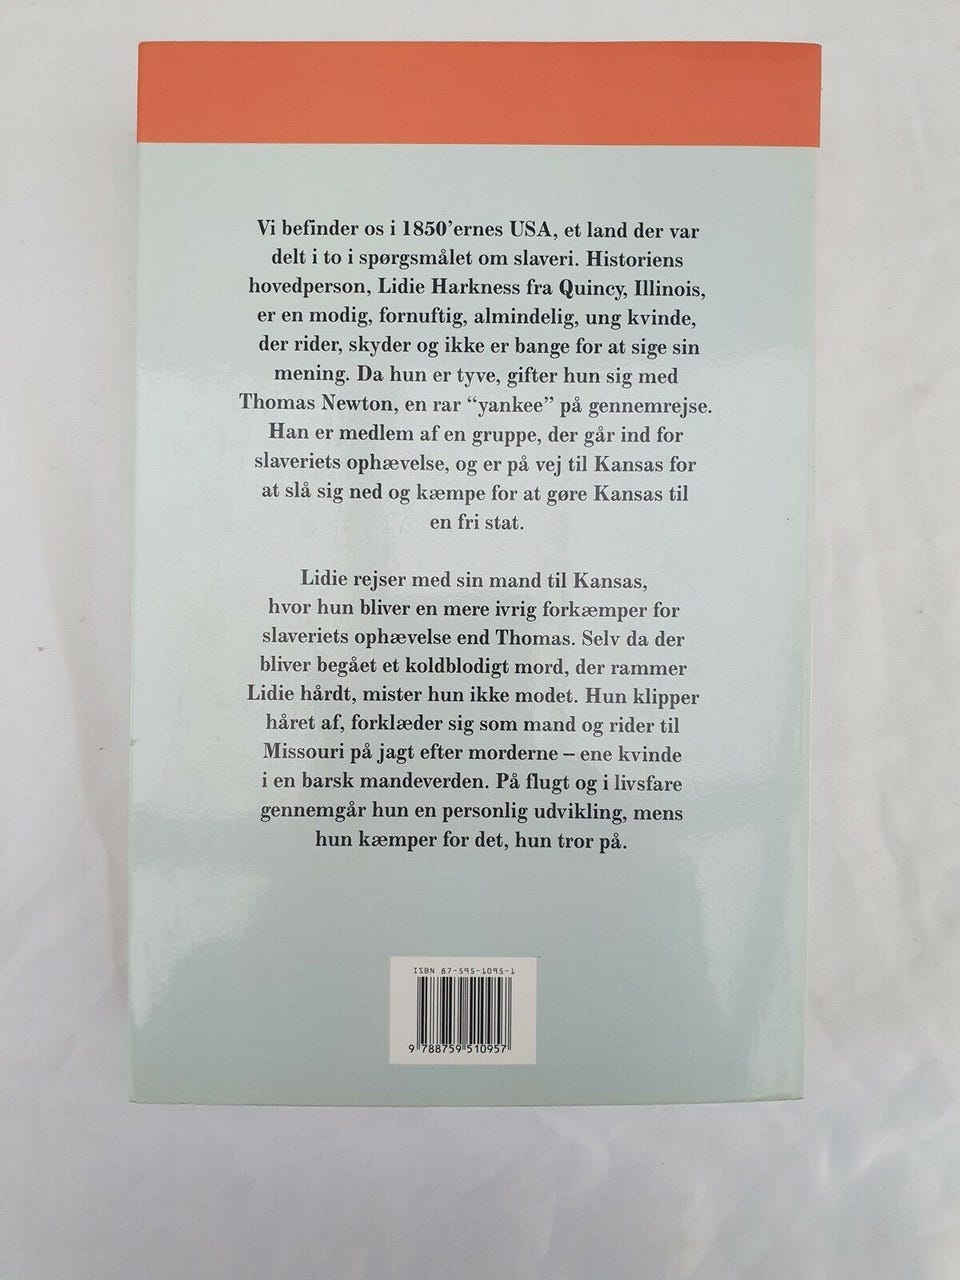 Vi befinder os i 1850’ernes USA, et land der var
delt i to i spørgsmålet om slaveri. Historiens
hovedperson, Lidie Harkness fra Quincy, Illinois,
er en modig, fornuftig, almindelig, ung kvinde,
der rider, skyder og ikke er bange for at sige sin
mening. Da hun er tyve, gifter hun sig med
Thomas Newton, en rar “yankee” på gennemrejse.
Han er medlem af en gruppe, der går ind for
slaveriets ophævelse, og er på vej til Kansas for
at slå sig ned og kæmpe for at gøre Kansas til
en fri stat.
Lidie rejser med sin mand til Kansas,
hvor hun bliver en mere ivrig forkæmper for
slaveriets ophævelse end Thomas. Selv da der
bliver begået et koldblodigt mord, der rammer
Lidie hårdt, mister hun ikke modet. Hun klipper
håret af, forklæder sig som mand og rider til
Missouri på jagt efter morderne – ene kvinde
i en barsk mandeverden. På flugt og i livsfare
gennemgår hun en personlig udvikling, mens
hun kæmper for det, hun tror på.
ISBN 87-595-1095-1
9 788759 510957